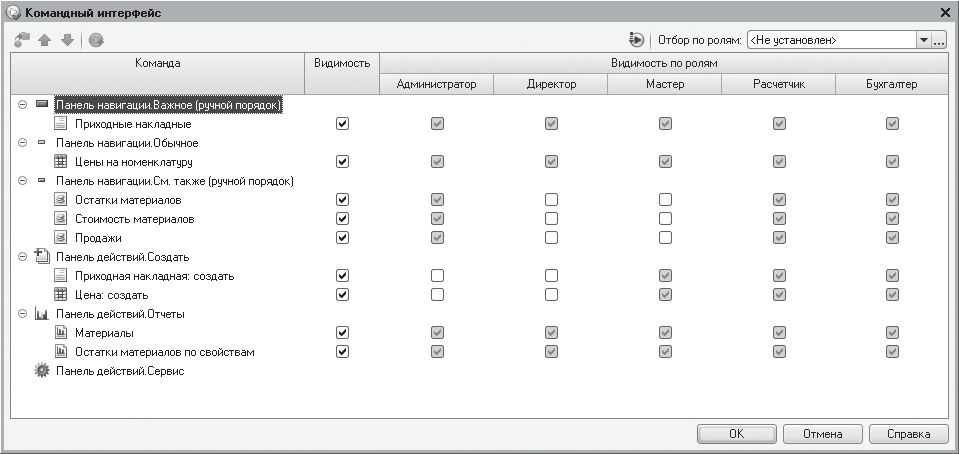 Командный интерфейс
Отбор по ролям: <Не установлен>
Команда Видимость Видимость по ролям
Администратор Директор Мастер Расчетчик Бухгалтер
Панель навигации.Важное (ручной порядок)
Приходные накладные
Панель навигации.Обычное
Цены на номенклатуру
Панель навигации.См. также (ручной порядок)
Остатки материалов
Стоимость материалов
Продажи
Панель действий.Создать
Приходная накладная: создать
Цена: создать
Панель действий.Отчеты
Материалы
Остатки материалов по свойствам
Панель действий.Сервис
ОК Отмена Справка